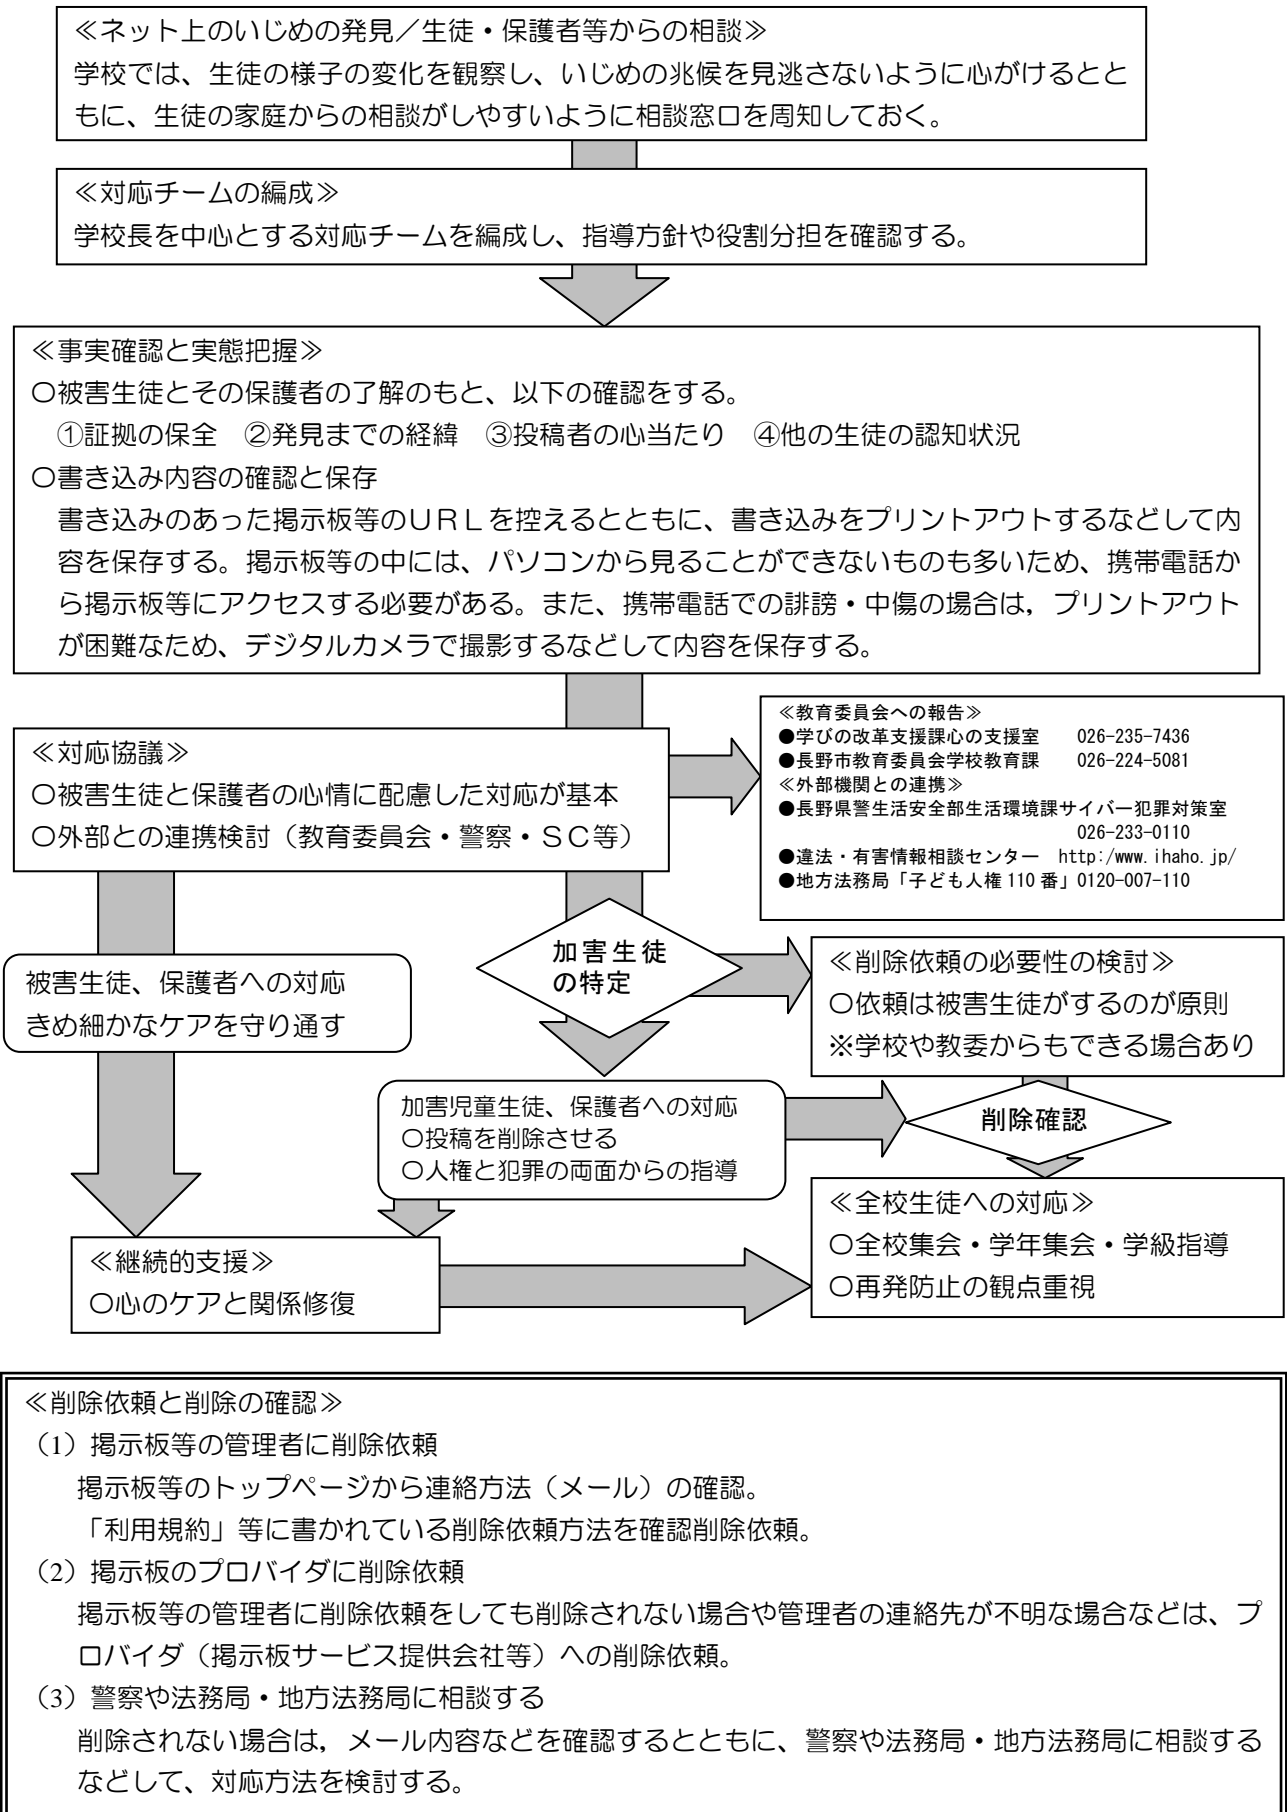 ≪ネット上のいじめの発見／生徒・保護者等からの相談≫
学校では、生徒の様子の変化を観察し、いじめの兆候を見逃さないように心がけるとと
もに、生徒の家庭からの相談がしやすいように相談窓口を周知しておく。
≪対応チームの編成≫
学校長を中心とする対応チームを編成し、指導方針や役割分担を確認する。
≪事実確認と実態把握≫
○被害生徒とその保護者の了解のもと、以下の確認をする。
①証拠の保全　②発見までの経緯　③投稿者の心当たり　④他の生徒の認知状況
○書き込み内容の確認と保存
書き込みのあった掲示板等のＵＲＬを控えるとともに、書き込みをプリントアウトするなどして内
容を保存する。掲示板等の中には、パソコンから見ることができないものも多いため、携帯電話か
ら掲示板等にアクセスする必要がある。また、携帯電話での誹謗・中傷の場合は，プリントアウト
が困難なため、デジタルカメラで撮影するなどして内容を保存する。
≪対応協議≫
○被害生徒と保護者の心情に配慮した対応が基本
○外部との連携検討（教育委員会・警察・ＳＣ等）
≪教育委員会への報告≫
●学びの改革支援課心の支援室　026-235-7436
●長野市教育委員会学校教育課　026-224-5081
≪外部機関との連携≫
●長野県警生活安全部生活環境課サイバー犯罪対策室
026-233-0110
●違法・有害情報相談センター　http:/www.ihaho.jp/
●地方法務局「子ども人権 110 番」0120-007-110
被害生徒、保護者への対応
きめ細かなケアを守り通す
加害生徒
の特定
≪削除依頼の必要性の検討≫
○依頼は被害生徒がするのが原則
※学校や教委からもできる場合あり
加害児童生徒、保護者への対応
○投稿を削除させる
○人権と犯罪の両面からの指導
削除確認
≪継続的支援≫
○心のケアと関係修復
≪全校生徒への対応≫
○全校集会・学年集会・学級指導
○再発防止の観点重視
≪削除依頼と削除の確認≫
（1）掲示板等の管理者に削除依頼
掲示板等のトップページから連絡方法（メール）の確認。
「利用規約」等に書かれている削除依頼方法を確認削除依頼。
（2）掲示板のプロバイダに削除依頼
掲示板等の管理者に削除依頼をしても削除されない場合や管理者の連絡先が不明な場合などは、プ
ロバイダ（掲示板サービス提供会社等）への削除依頼。
（3）警察や法務局・地方法務局に相談する
削除されない場合は，メール内容などを確認するとともに、警察や法務局・地方法務局に相談する
などして、対応方法を検討する。